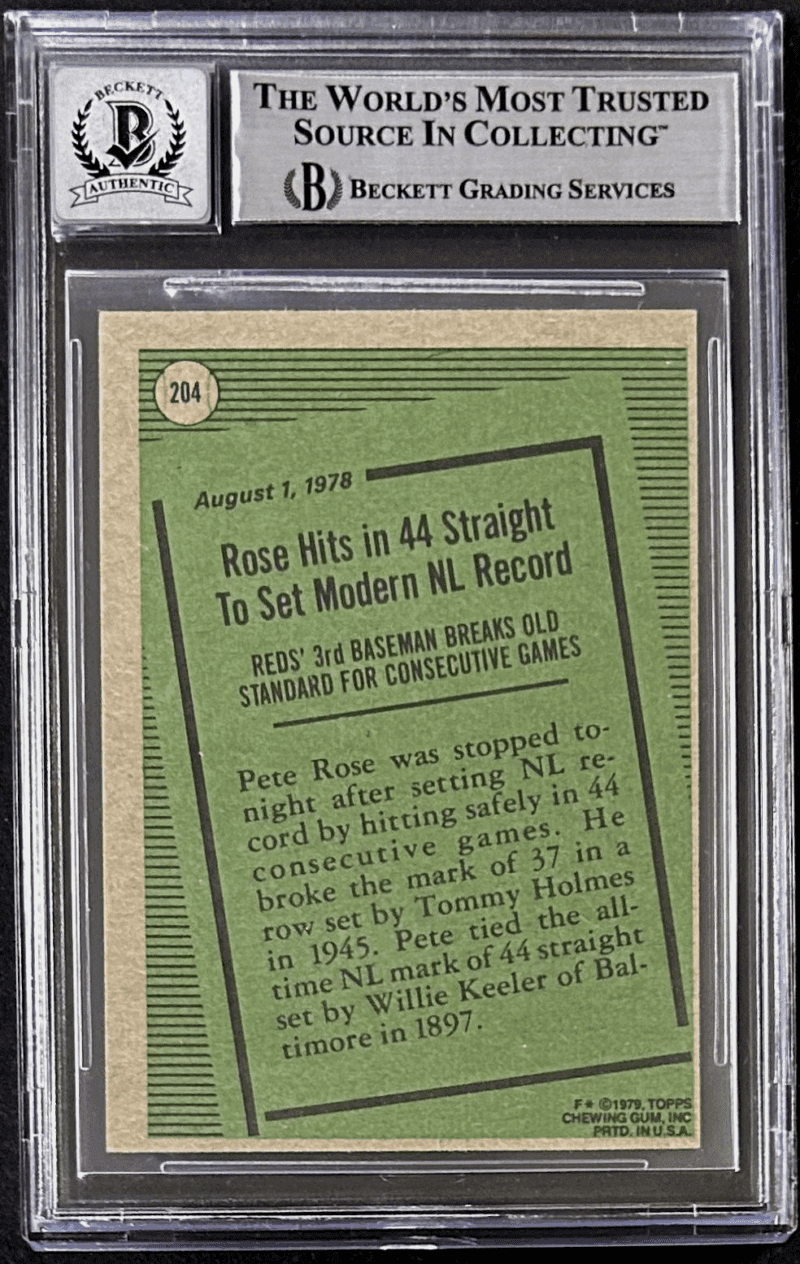 BECKETT
B
AUTHENTIC
THE WORLD'S MOST TRUSTED
SOURCE IN COLLECTING™
B BECKETT GRADING SERVICES
204
August 1, 1978
Rose Hits in 44 Straight
To Set Modern NL Record
REDS' 3rd BASEMAN BREAKS OLD
STANDARD FOR CONSECUTIVE GAMES
Pete Rose was stopped to-
night after setting NL re-
cord by hitting safely in 44
consecutive games. He
broke the mark of 37 in a
row set by Tommy Holmes
in 1945. Pete tied the all-
time NL mark of 44 straight
set by Willie Keeler of Bal-
timore in 1897.
F* ©1979, TOPPS
CHEWING GUM, INC
PRTD. IN U.S.A.